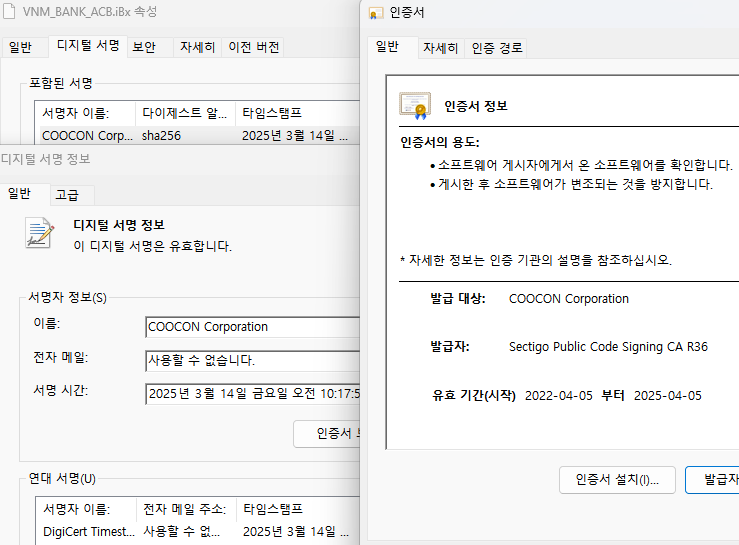 VNM_BANK_ACB.iBx 속성
일반 디지털 서명 보안 자세히 이전 버전
포함된 서명
서명자 이름: 다이제스트 알... 타임스탬프
COOCON Corp... sha256 2025년 3월 14일 ...
디지털 서명 정보
일반 고급
디지털 서명 정보
이 디지털 서명은 유효합니다.
서명자 정보(S)
이름: COOCON Corporation
전자 메일: 사용할 수 없습니다.
서명 시간: 2025년 3월 14일 금요일 오전 10:17:5
인증서
연대 서명(U)
서명자 이름: 전자 메일 주소: 타임스탬프
DigiCert Timest... 사용할 수 없... 2025년 3월 14일 ...
인증서
일반 자세히 인증 경로
인증서 정보
인증서의 용도:
• 소프트웨어 게시자에게서 온 소프트웨어를 확인합니다.
• 게시한 후 소프트웨어가 변조되는 것을 방지합니다.
* 자세한 정보는 인증 기관의 설명을 참조하십시오.
발급 대상: COOCON Corporation
발급자: Sectigo Public Code Signing CA R36
유효 기간(시작) 2022-04-05 부터 2025-04-05
인증서 설치(I)... 발급자